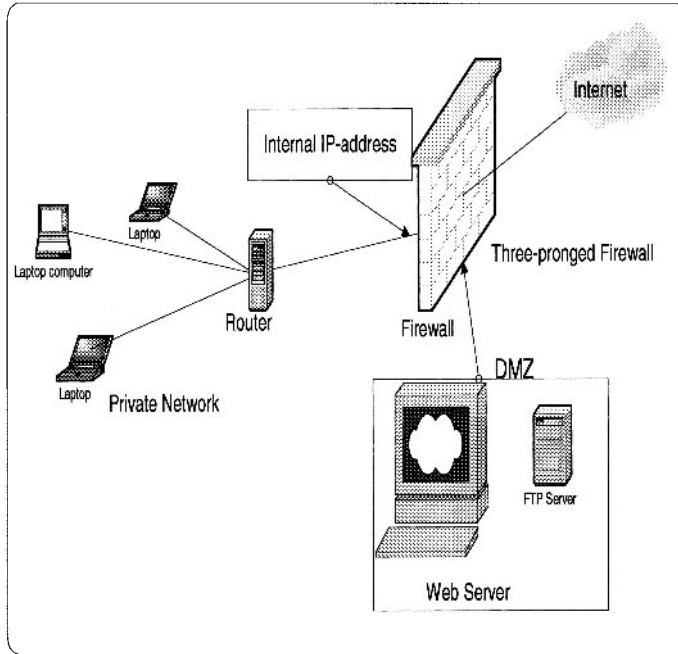 Internet
Internal IP-address
Laptop
Laptop computer
Three-pronged Firewall
Router
Firewall
Laptop
Private Network
DMZ
FTP Server
Web Server